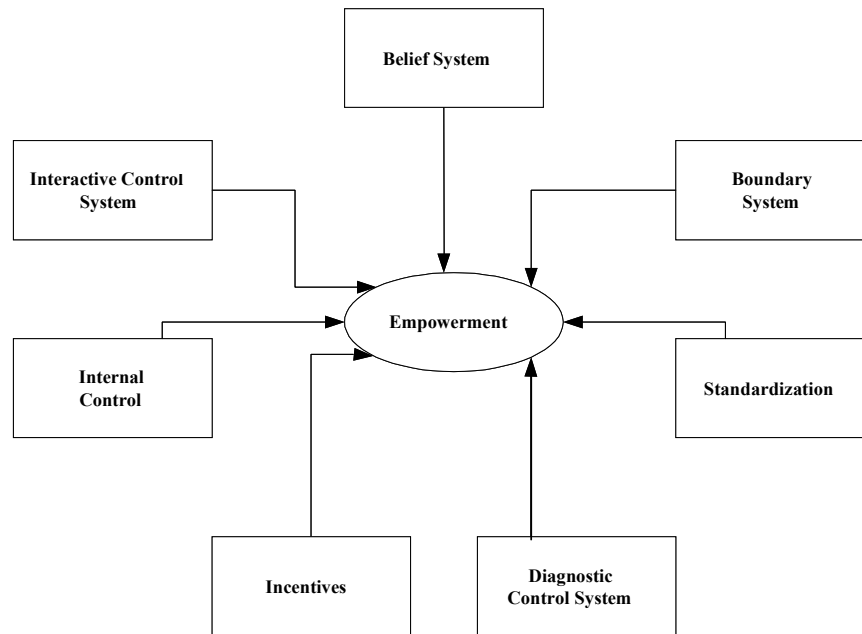 Belief System
Interactive Control
System
Boundary
System
Empowerment
Internal
Control
Standardization
Incentives
Diagnostic
Control System